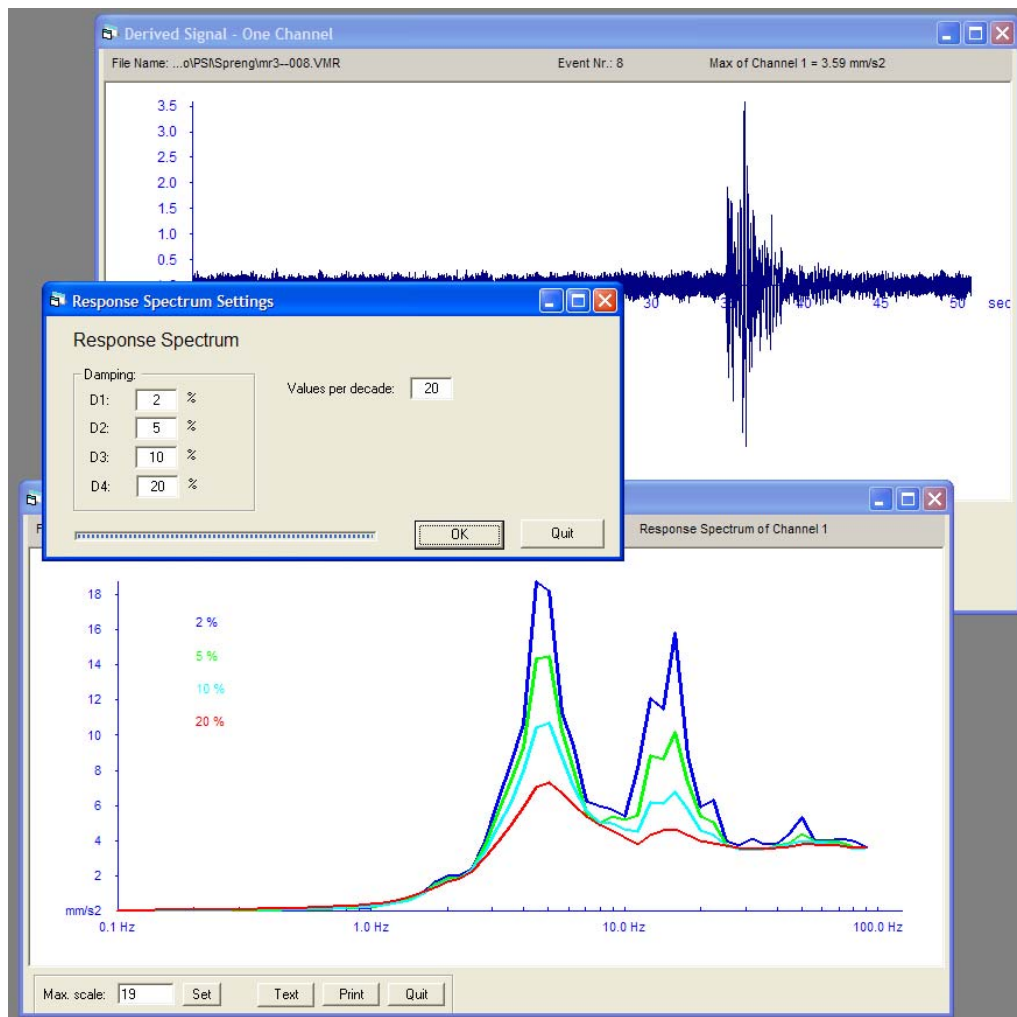 Derived Signal - One Channel
File Name: ...o\PSI\Spreng\mr3--008.VMR Event Nr.: 8 Max of Channel 1 = 3.59 mm/s2
3.5
3.0
2.5
2.0
1.5
1.0
0.5
30 40 45 50 sec
Response Spectrum Settings
Response Spectrum
Damping:
D1: 2 %
D2: 5 %
D3: 10 %
D4: 20 %
Values per decade: 20
OK Quit
Response Spectrum of Channel 1
18
16
14
12
10
8
6
4
2
mm/s2
2 %
5 %
10 %
20 %
0.1 Hz 1.0 Hz 10.0 Hz 100.0 Hz
Max. scale: 19 Set Text Print Quit